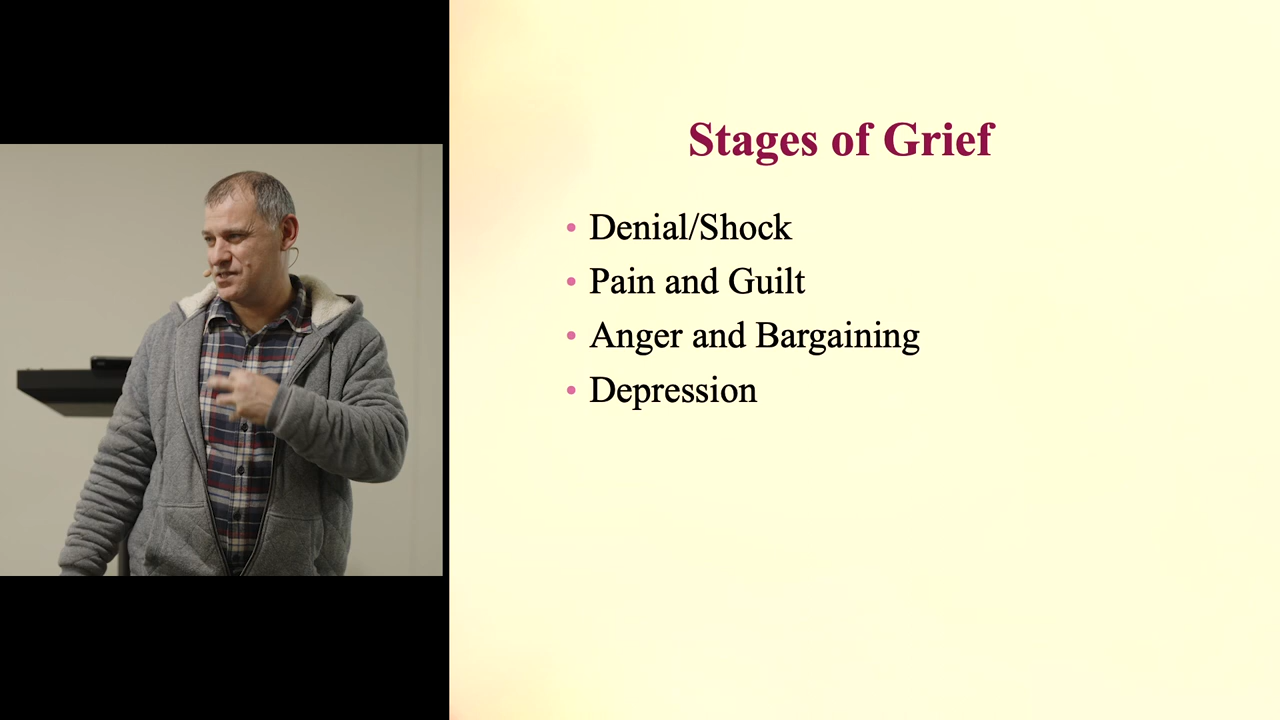 Stages of Grief
• Denial/Shock
• Pain and Guilt
• Anger and Bargaining
• Depression